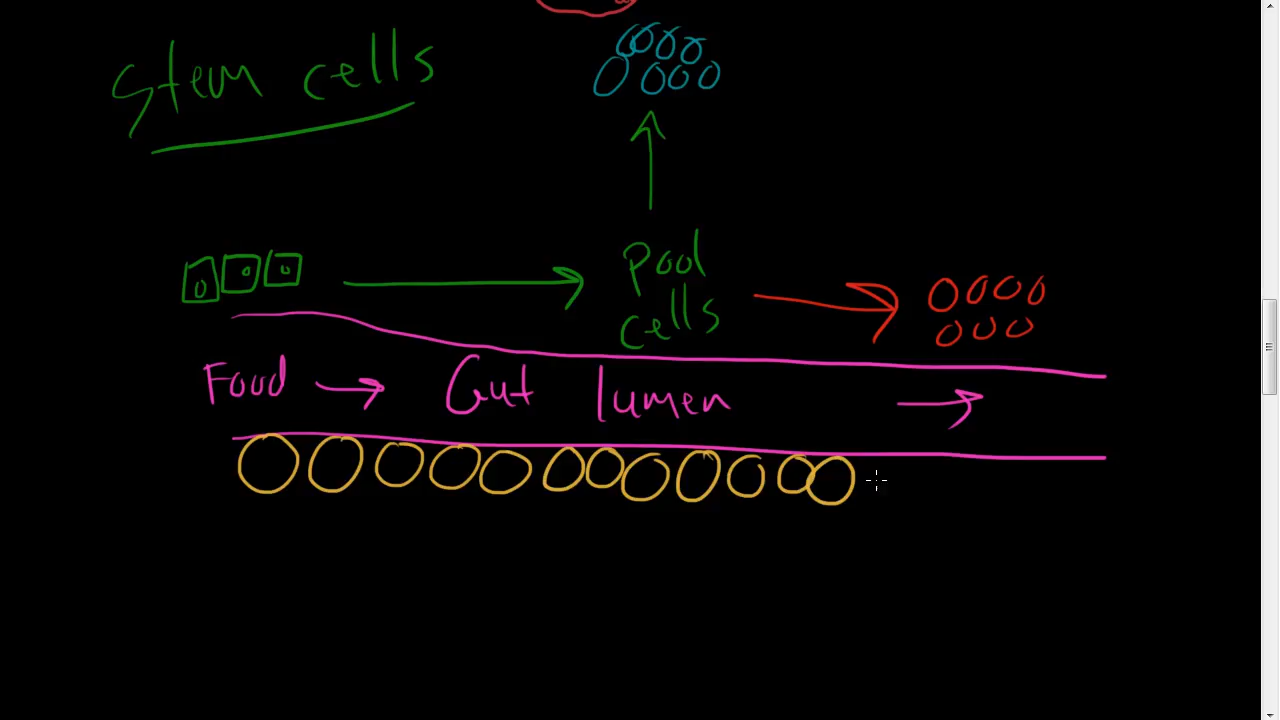 Stem cells
Pool
cells
Food → Gut lumen →